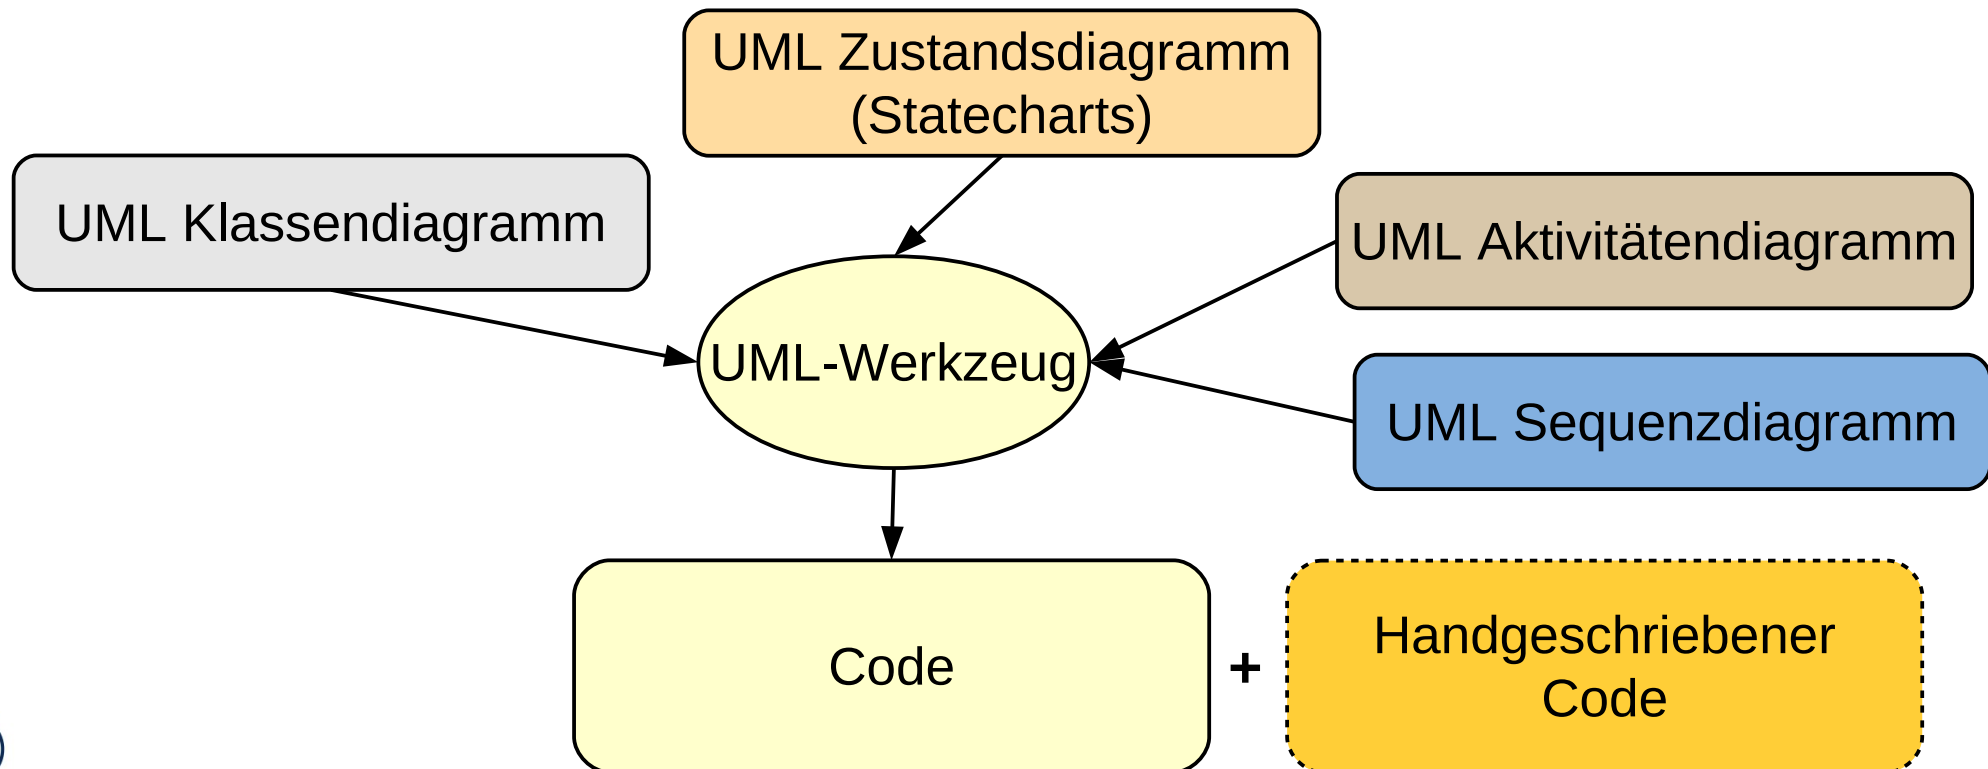 UML Zustandsdiagramm
(Statecharts)
UML Klassendiagramm
UML Aktivitätendiagramm
UML-Werkzeug
UML Sequenzdiagramm
Code
+
Handgeschriebener
Code